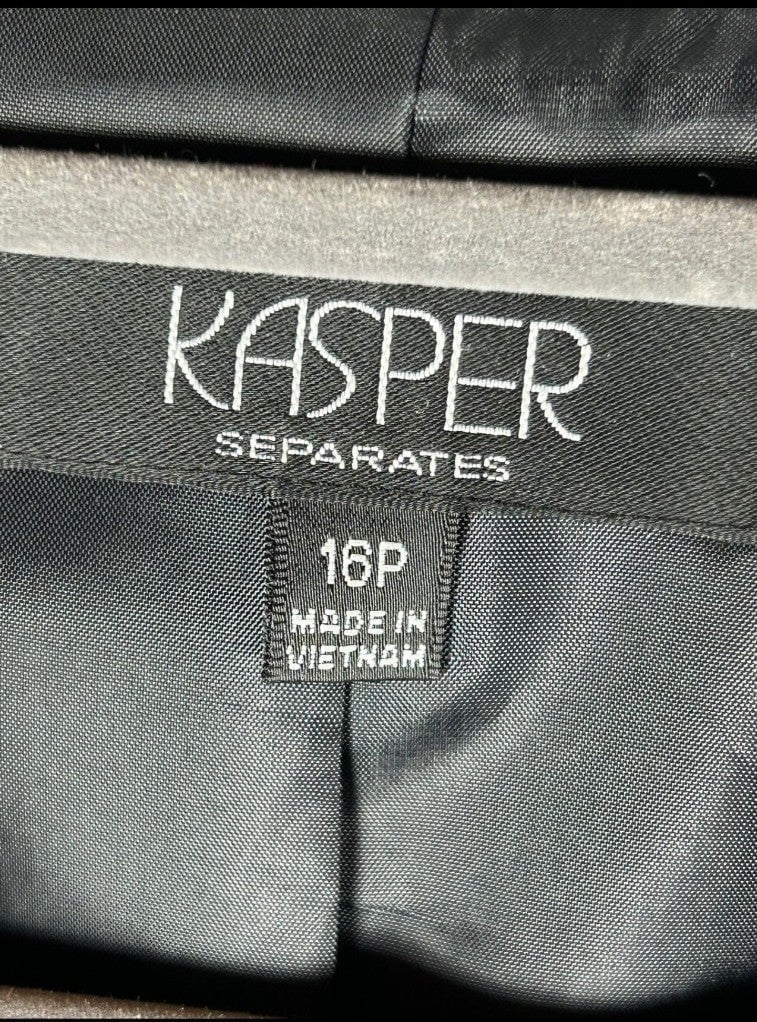 KASPER
SEPARATES
16P
MADE IN
VIETNAM